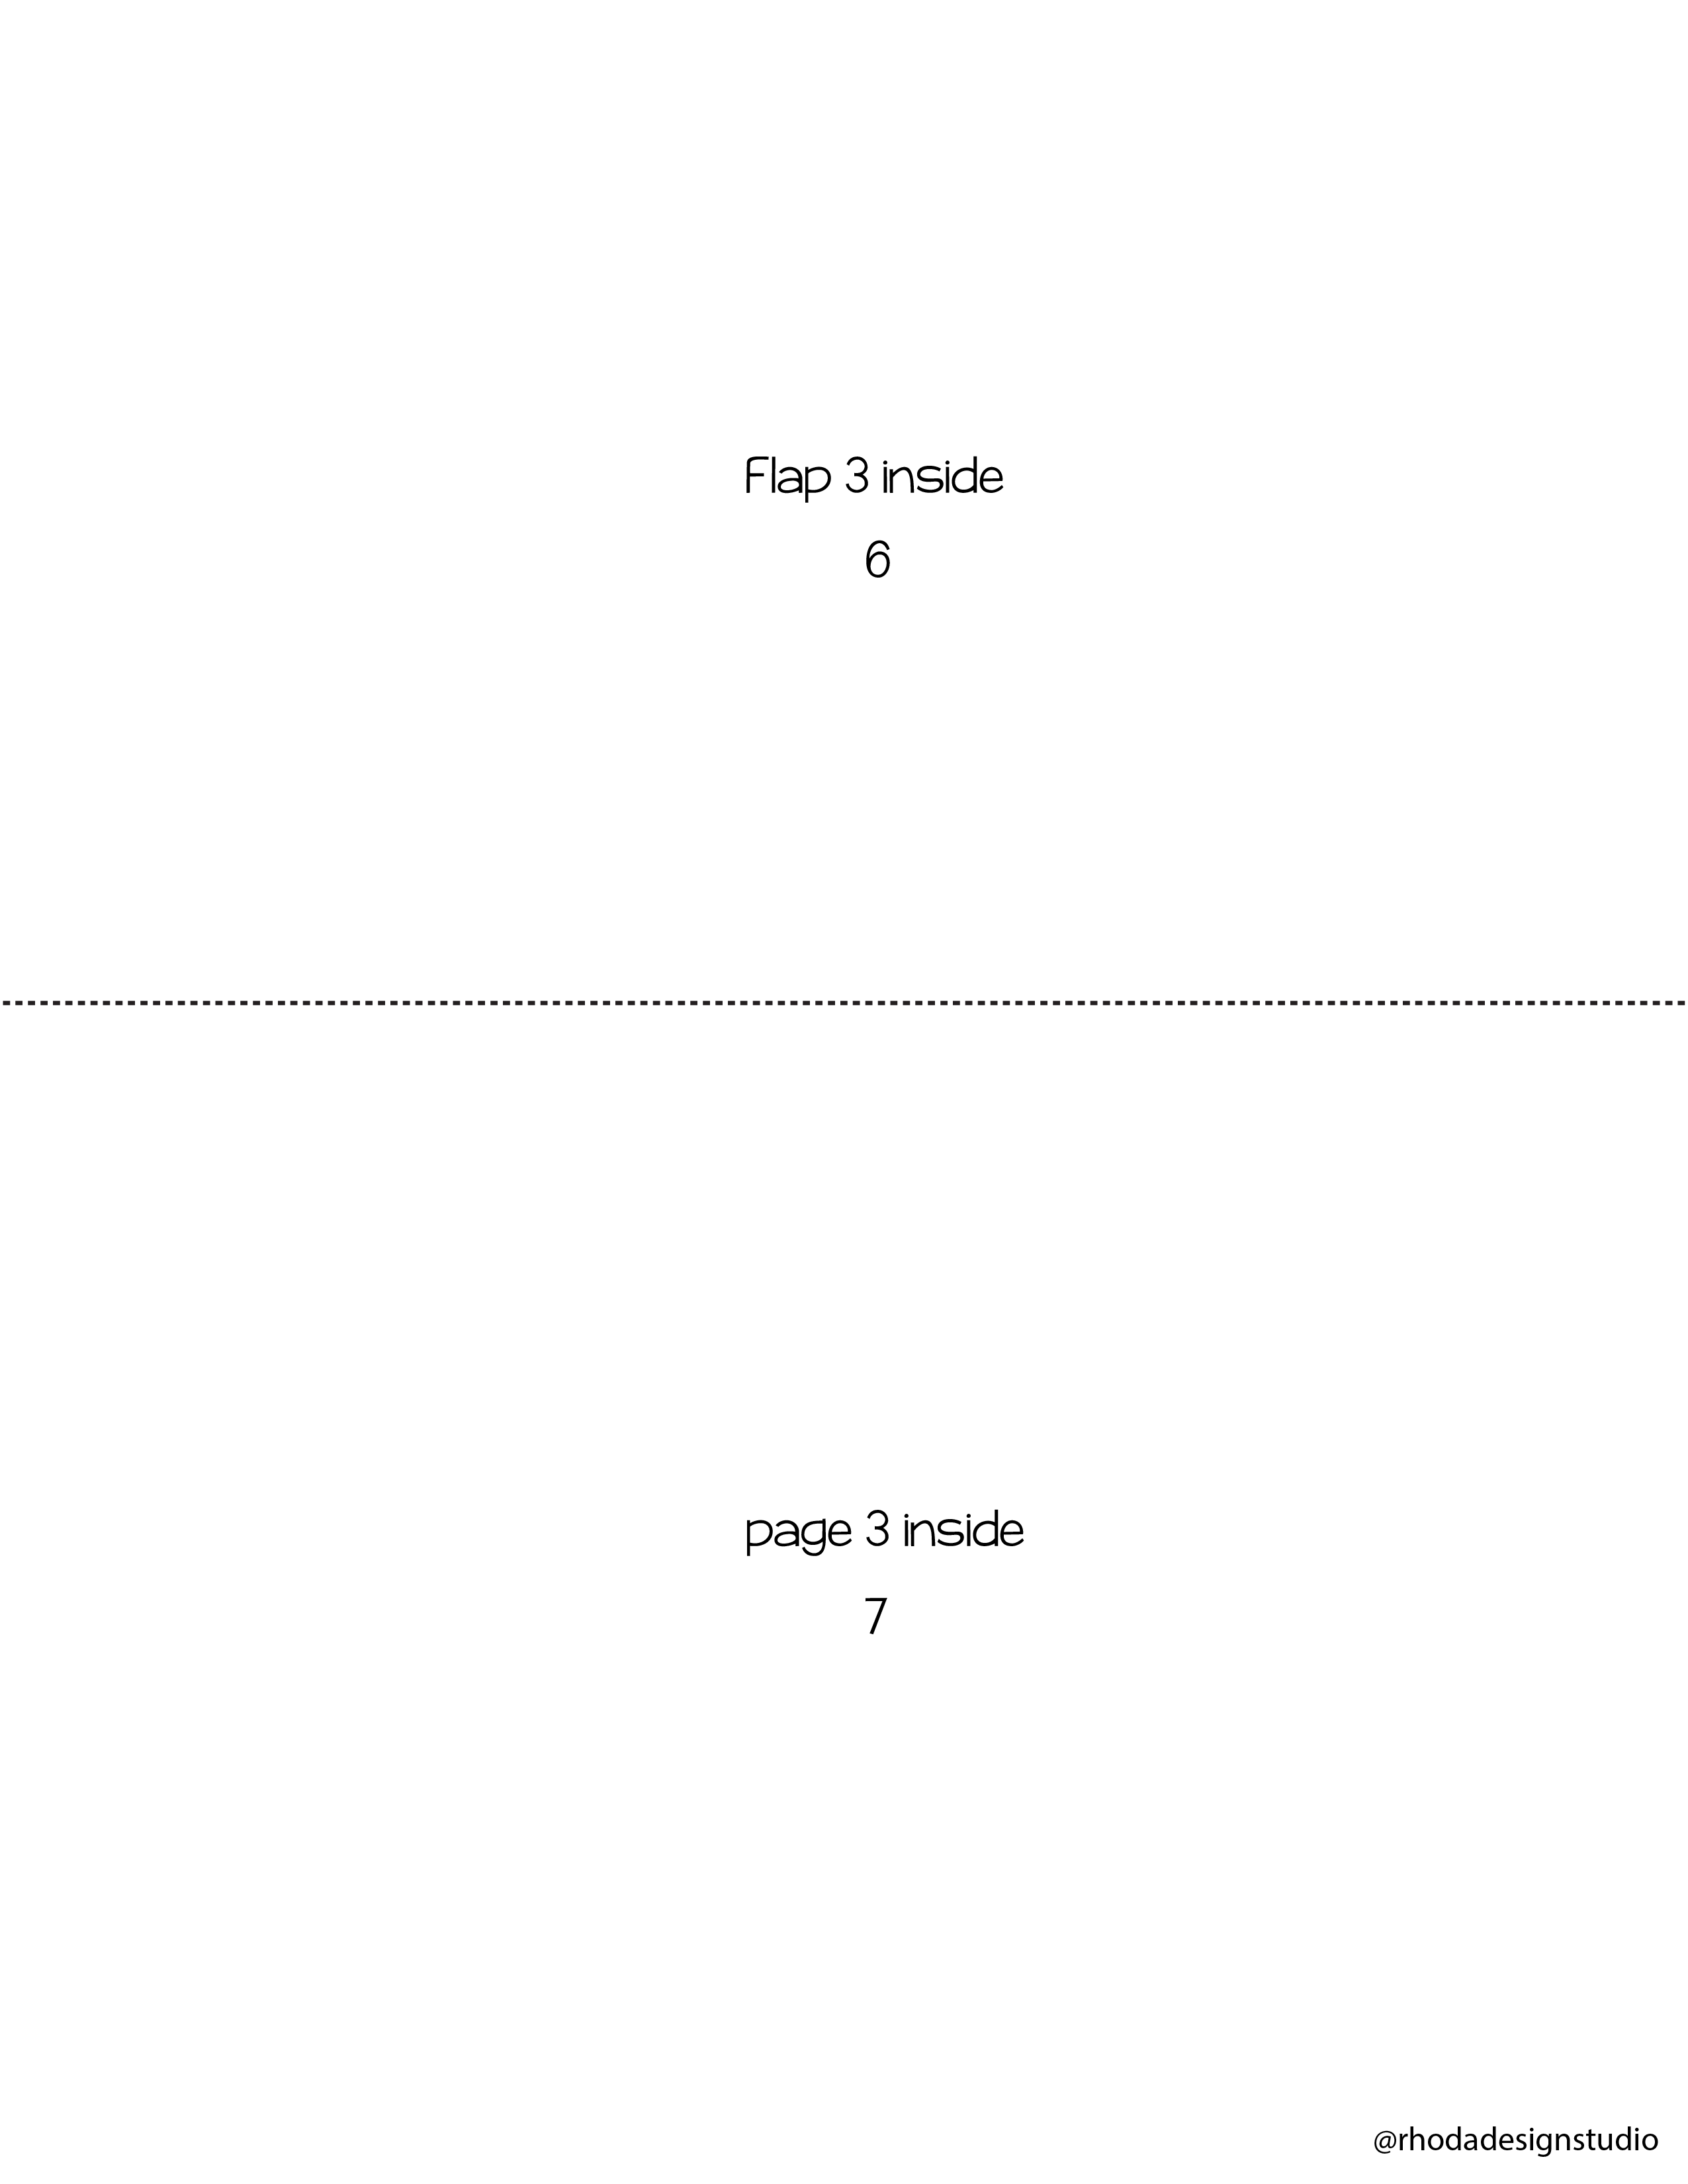 Flap 3 inside
6
page 3 inside
7
@rhodadesignstudio